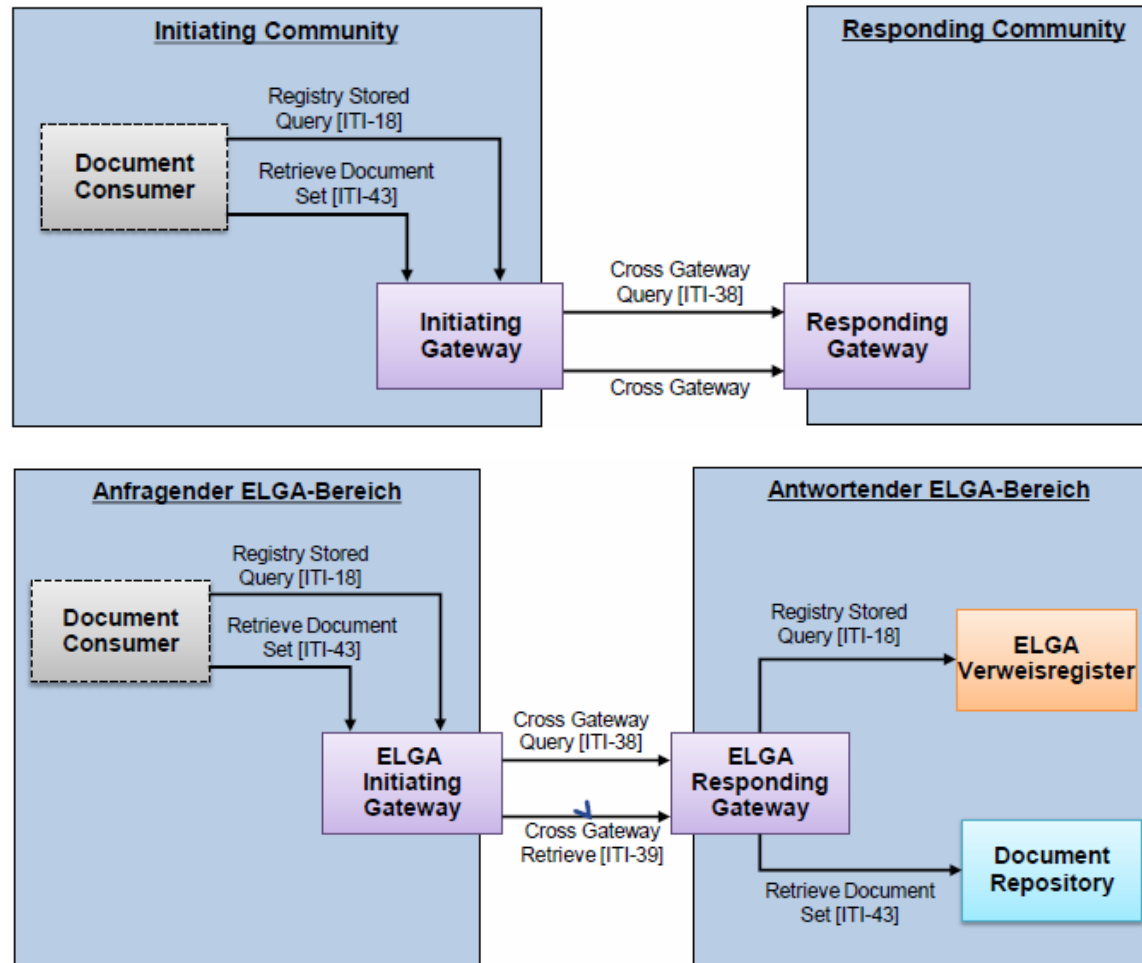 Initiating Community
Responding Community
Registry Stored
Query [ITI-18]
Document
Consumer
Retrieve Document
Set [ITI-43]
Cross Gateway
Query [ITI-38]
Initiating
Gateway
Responding
Gateway
Cross Gateway
Anfragender ELGA-Bereich
Antwortender ELGA-Bereich
Registry Stored
Query [ITI-18]
Document
Consumer
Retrieve Document
Set [ITI-43]
Registry Stored
Query [ITI-18]
ELGA
Verweisregister
Cross Gateway
Query [ITI-38]
ELGA
Initiating
Gateway
ELGA
Responding
Gateway
Cross Gateway
Retrieve [ITI-39]
Document
Repository
Retrieve Document
Set [ITI-43]